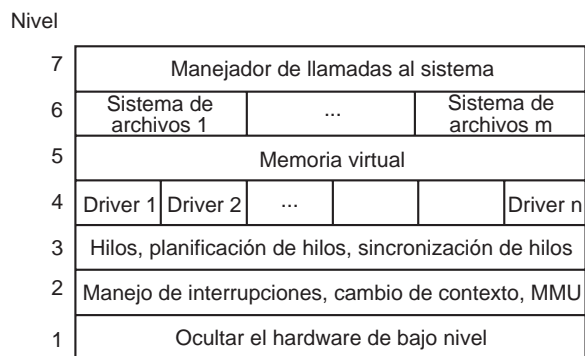 Nivel
7 Manejador de llamadas al sistema
6 Sistema de archivos 1 ... Sistema de archivos m
5 Memoria virtual
4 Driver 1 Driver 2 ... Driver n
3 Hilos, planificación de hilos, sincronización de hilos
2 Manejo de interrupciones, cambio de contexto, MMU
1 Ocultar el hardware de bajo nivel